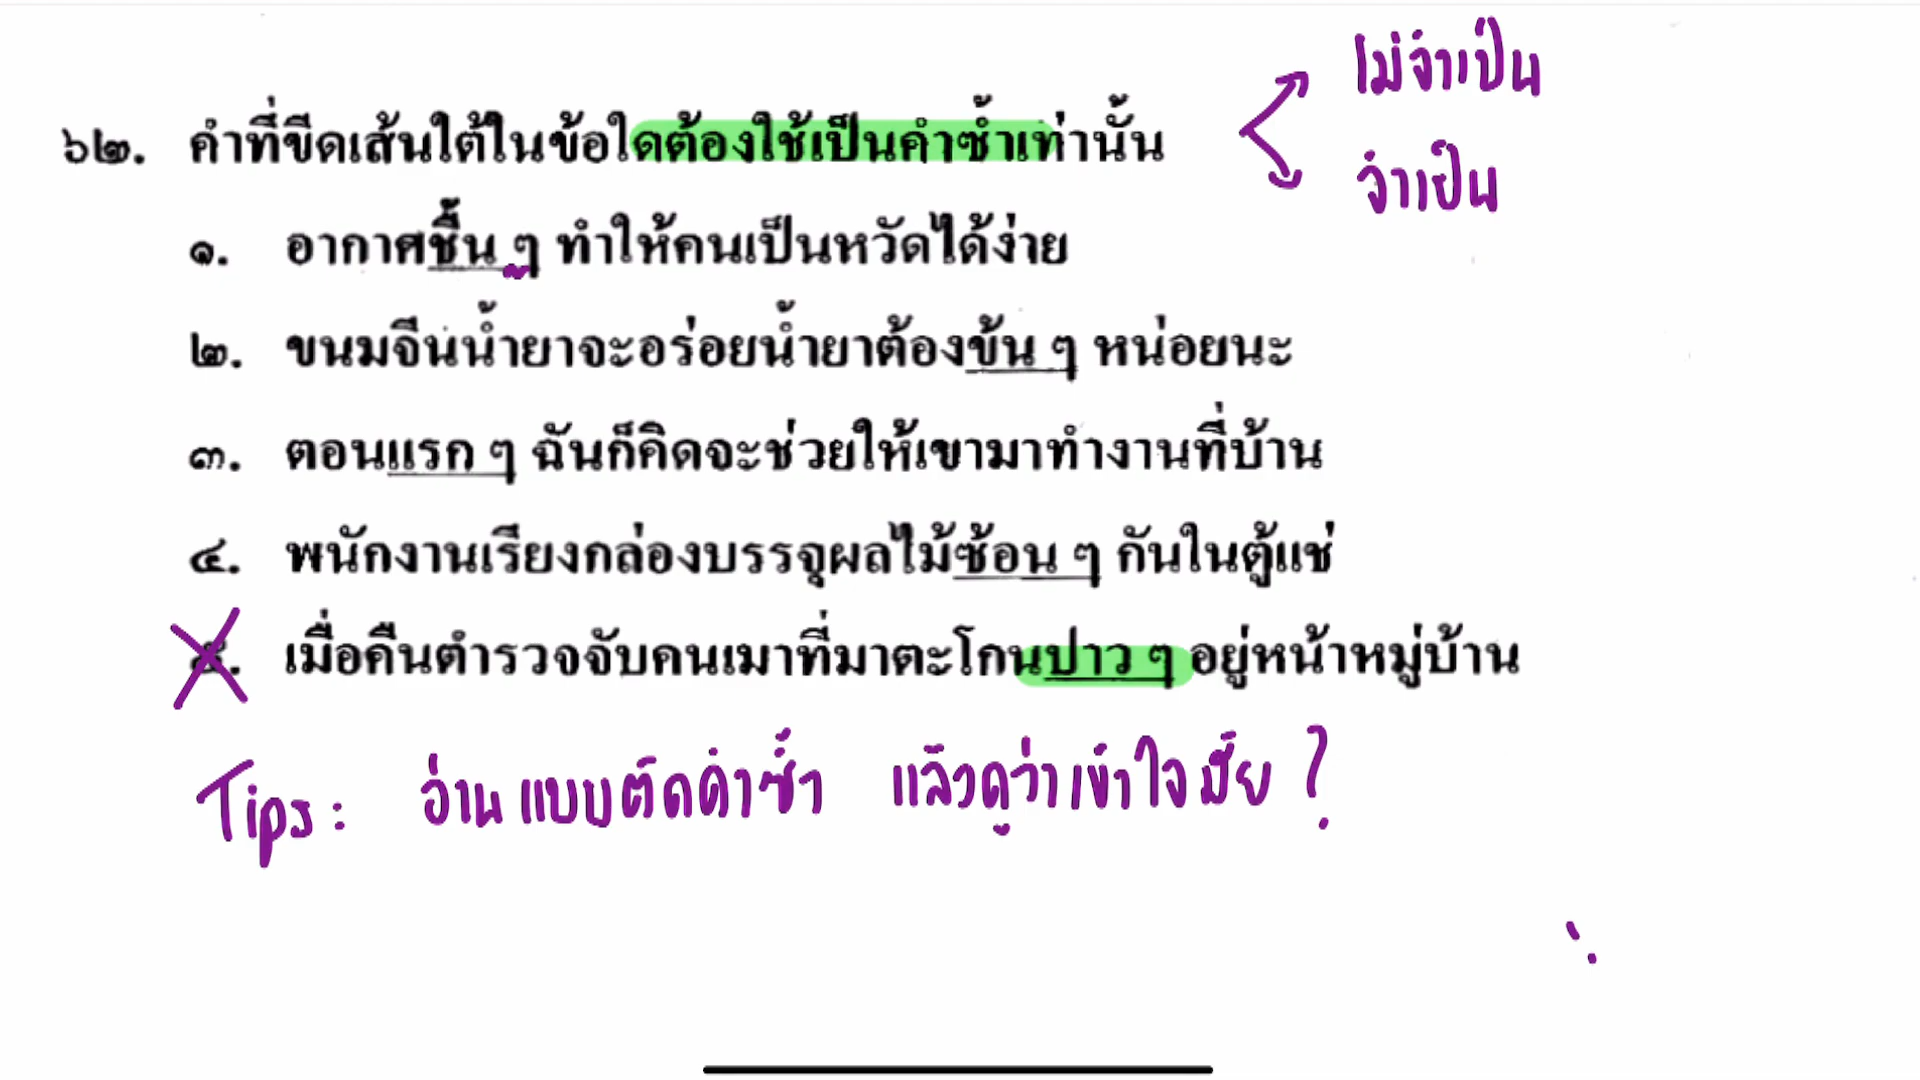 ๖๒. คำที่ขีดเส้นใต้ในข้อใดต้องใช้เป็นคำซ้ำเท่านั้น
ไม่จำเป็น
จำเป็น
๑. อากาศชื้น ๆ ทำให้คนเป็นหวัดได้ง่าย
๒. ขนมจีนน้ำยาจะอร่อยน้ำยาต้องข้น ๆ หน่อยนะ
๓. ตอนแรก ๆ ฉันก็คิดจะช่วยให้เขามาทำงานที่บ้าน
๔. พนักงานเรียงกล่องบรรจุผลไม้ซ้อน ๆ กันในตู้แช่
๕. เมื่อคืนตำรวจจับคนเมาที่มาตะโกนปาว ๆ อยู่หน้าหมู่บ้าน
Tips: อ่านแบบตัดคำซ้ำ แล้วดูว่าเข้าใจมั้ย?